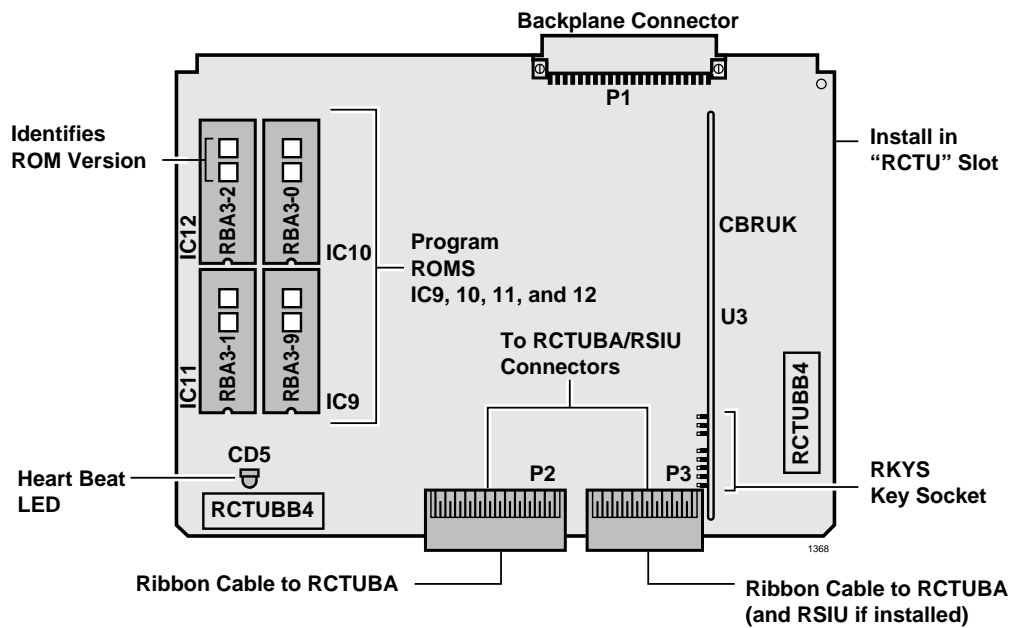 Backplane Connector
P1
Identifies
ROM Version
Install in
“RCTU” Slot
IC12
RBA3-2
RBA3-0
IC10
CBRUK
Program
ROMS
IC9, 10, 11, and 12
U3
IC11
RBA3-1
RBA3-9
IC9
To RCTUBA/RSIU
Connectors
RCTUBB4
CD5
Heart Beat
LED
RCTUBB4
P2
P3
RKYS
Key Socket
1368
Ribbon Cable to RCTUBA
Ribbon Cable to RCTUBA
(and RSIU if installed)